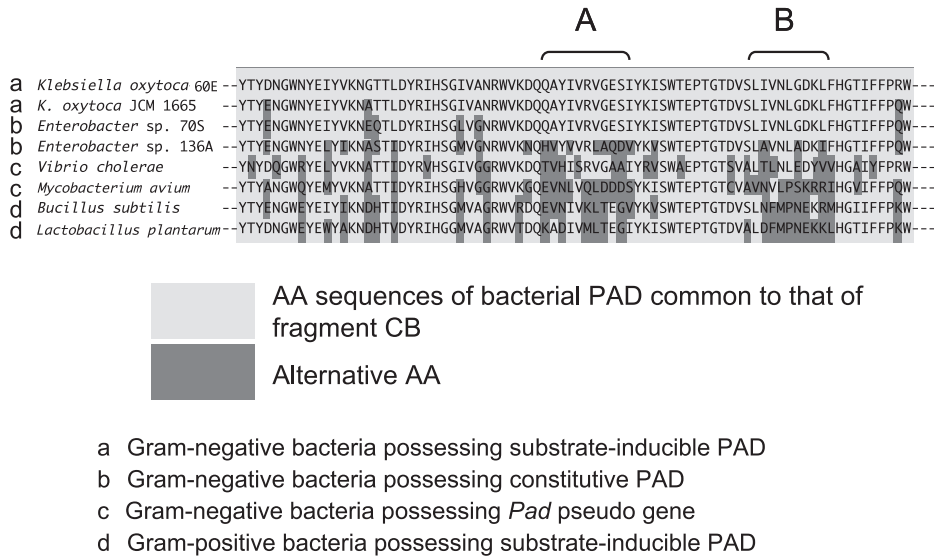 A B
a Klebsiella oxytoca 60E --- YTYDNGWNYEIYVKNGTTLDYRIHSGIVANRWVKDQQAYIVRVGESIYKISWTEPTGTDVSLIVNLGDKLFHGTIFFPRW---
a K. oxytoca JCM 1665 --- YTYENGWNYEIYVKNATTLDYRIHSGIVANRWVKDQQAYIVRVGESIYKISWTEPTGTDVSLIVNLGDKLFHGTIFFPQW---
b Enterobacter sp. 70S --- YTYENGWNYEIYVKNEQTLDYRIHSGLVGNRWVKDQQAYIVRVGESIYKISWTEPTGTDVSLIVNLGDKLFHGTIFFPRW---
b Enterobacter sp. 136A --- YTYENGWNYELYIKNASTIDYRIHSGMVGNRWVKNQHVYVVRLAQDVYKVSWTEPTGTDVSLAVNLADKIFHGTIFFPQW---
c Vibrio cholerae --- YNYDQGWRYEIYVKNATTIDYRIHSGIVGGRWVKDQTVHISRVGAAIYRVSWAEPTGTSVALTLNLEDYVVHGAIYFPRW---
c Mycobacterium avium --- YTYANGWQYEMYVKNATTIDYRIHSGHVGGRWVKGQEVNLVQLDDDSYKISWTEPTGTCVAVNVLPSKRRIHGVIFFPQW---
d Bucillus subtilis --- YTYENGWEYEIYIKNDHTIDYRIHSGMVAGRWVRDQEVNIVKLTEGVYKVSWTEPTGTDVSLNFMPNEKRMHGIIFFPKW---
d Lactobacillus plantarum --- YTYDNGWEYEWYAKNDHTVDYRIHGGMVAGRWVTDQKADIVMLTEGIYKISWTEPTGTDVALDFMPNEKKLHGTIFFPKW---
AA sequences of bacterial PAD common to that of
fragment CB
Alternative AA
a Gram-negative bacteria possessing substrate-inducible PAD
b Gram-negative bacteria possessing constitutive PAD
c Gram-negative bacteria possessing Pad pseudo gene
d Gram-positive bacteria possessing substrate-inducible PAD